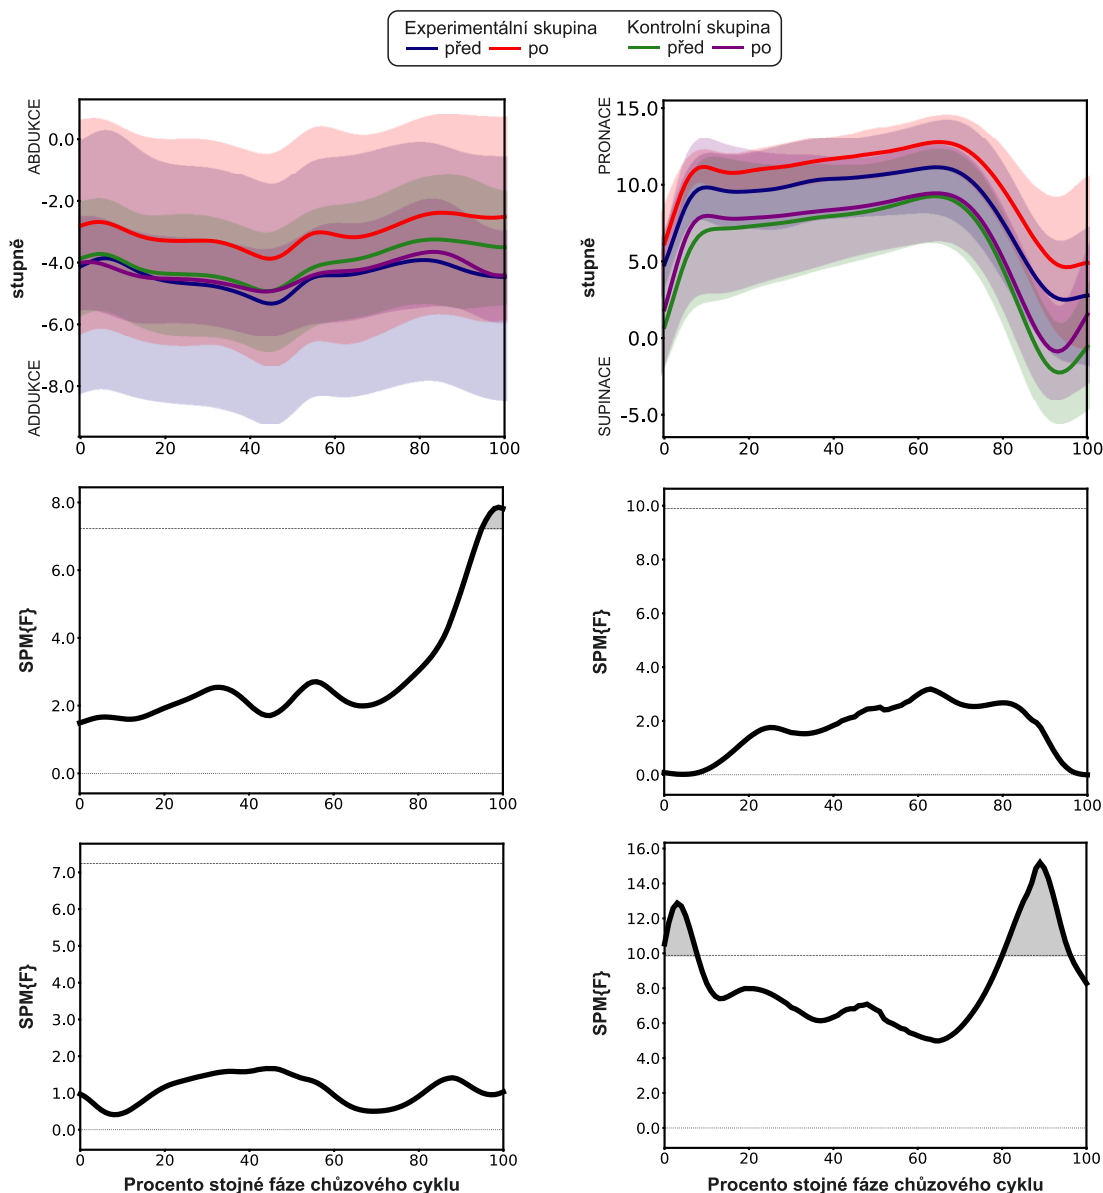 Experimentální skupina Kontrolní skupina
před po před po
ABDUKCE
stupně
ADDUKCE
0.0
-2.0
-4.0
-6.0
-8.0
0 20 40 60 80 100
PRONACE
stupně
SUPINACE
15.0
10.0
5.0
0.0
-5.0
0 20 40 60 80 100
SPM{F}
8.0
6.0
4.0
2.0
0.0
0 20 40 60 80 100
SPM{F}
10.0
8.0
6.0
4.0
2.0
0.0
0 20 40 60 80 100
SPM{F}
7.0
6.0
5.0
4.0
3.0
2.0
1.0
0.0
0 20 40 60 80 100
Procento stojné fáze chůzového cyklu
SPM{F}
16.0
14.0
12.0
10.0
8.0
6.0
4.0
2.0
0.0
0 20 40 60 80 100
Procento stojné fáze chůzového cyklu